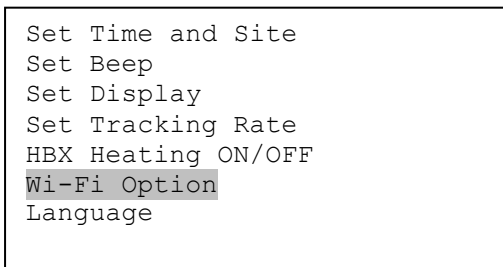 Set Time and Site
Set Beep
Set Display
Set Tracking Rate
HBX Heating ON/OFF
Wi-Fi Option
Language